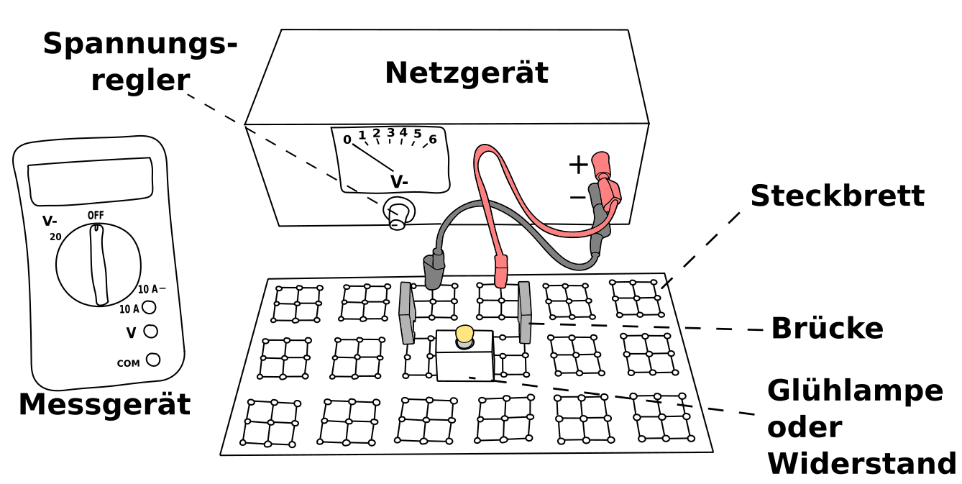 Spannungs-
regler
Netzgerät
0 1 2 3 4 5 6
V-
+
−
Steckbrett
Brücke
Glühlampe
oder
Widerstand
V-
OFF
20
10 A−
10 A
V
COM
Messgerät